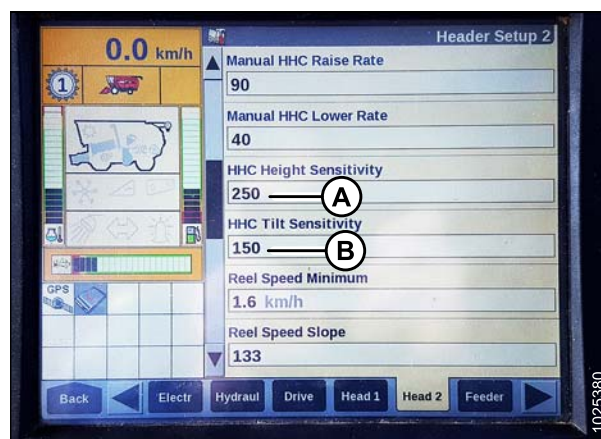 0.0 km/h
Header Setup 2
1
Manual HHC Raise Rate
90
Manual HHC Lower Rate
40
HHC Height Sensitivity
250
A
HHC Tilt Sensitivity
150
B
Reel Speed Minimum
1.6 km/h
Reel Speed Slope
133
GPS
Back
Electr
Hydraul
Drive
Head 1
Head 2
Feeder
1025380